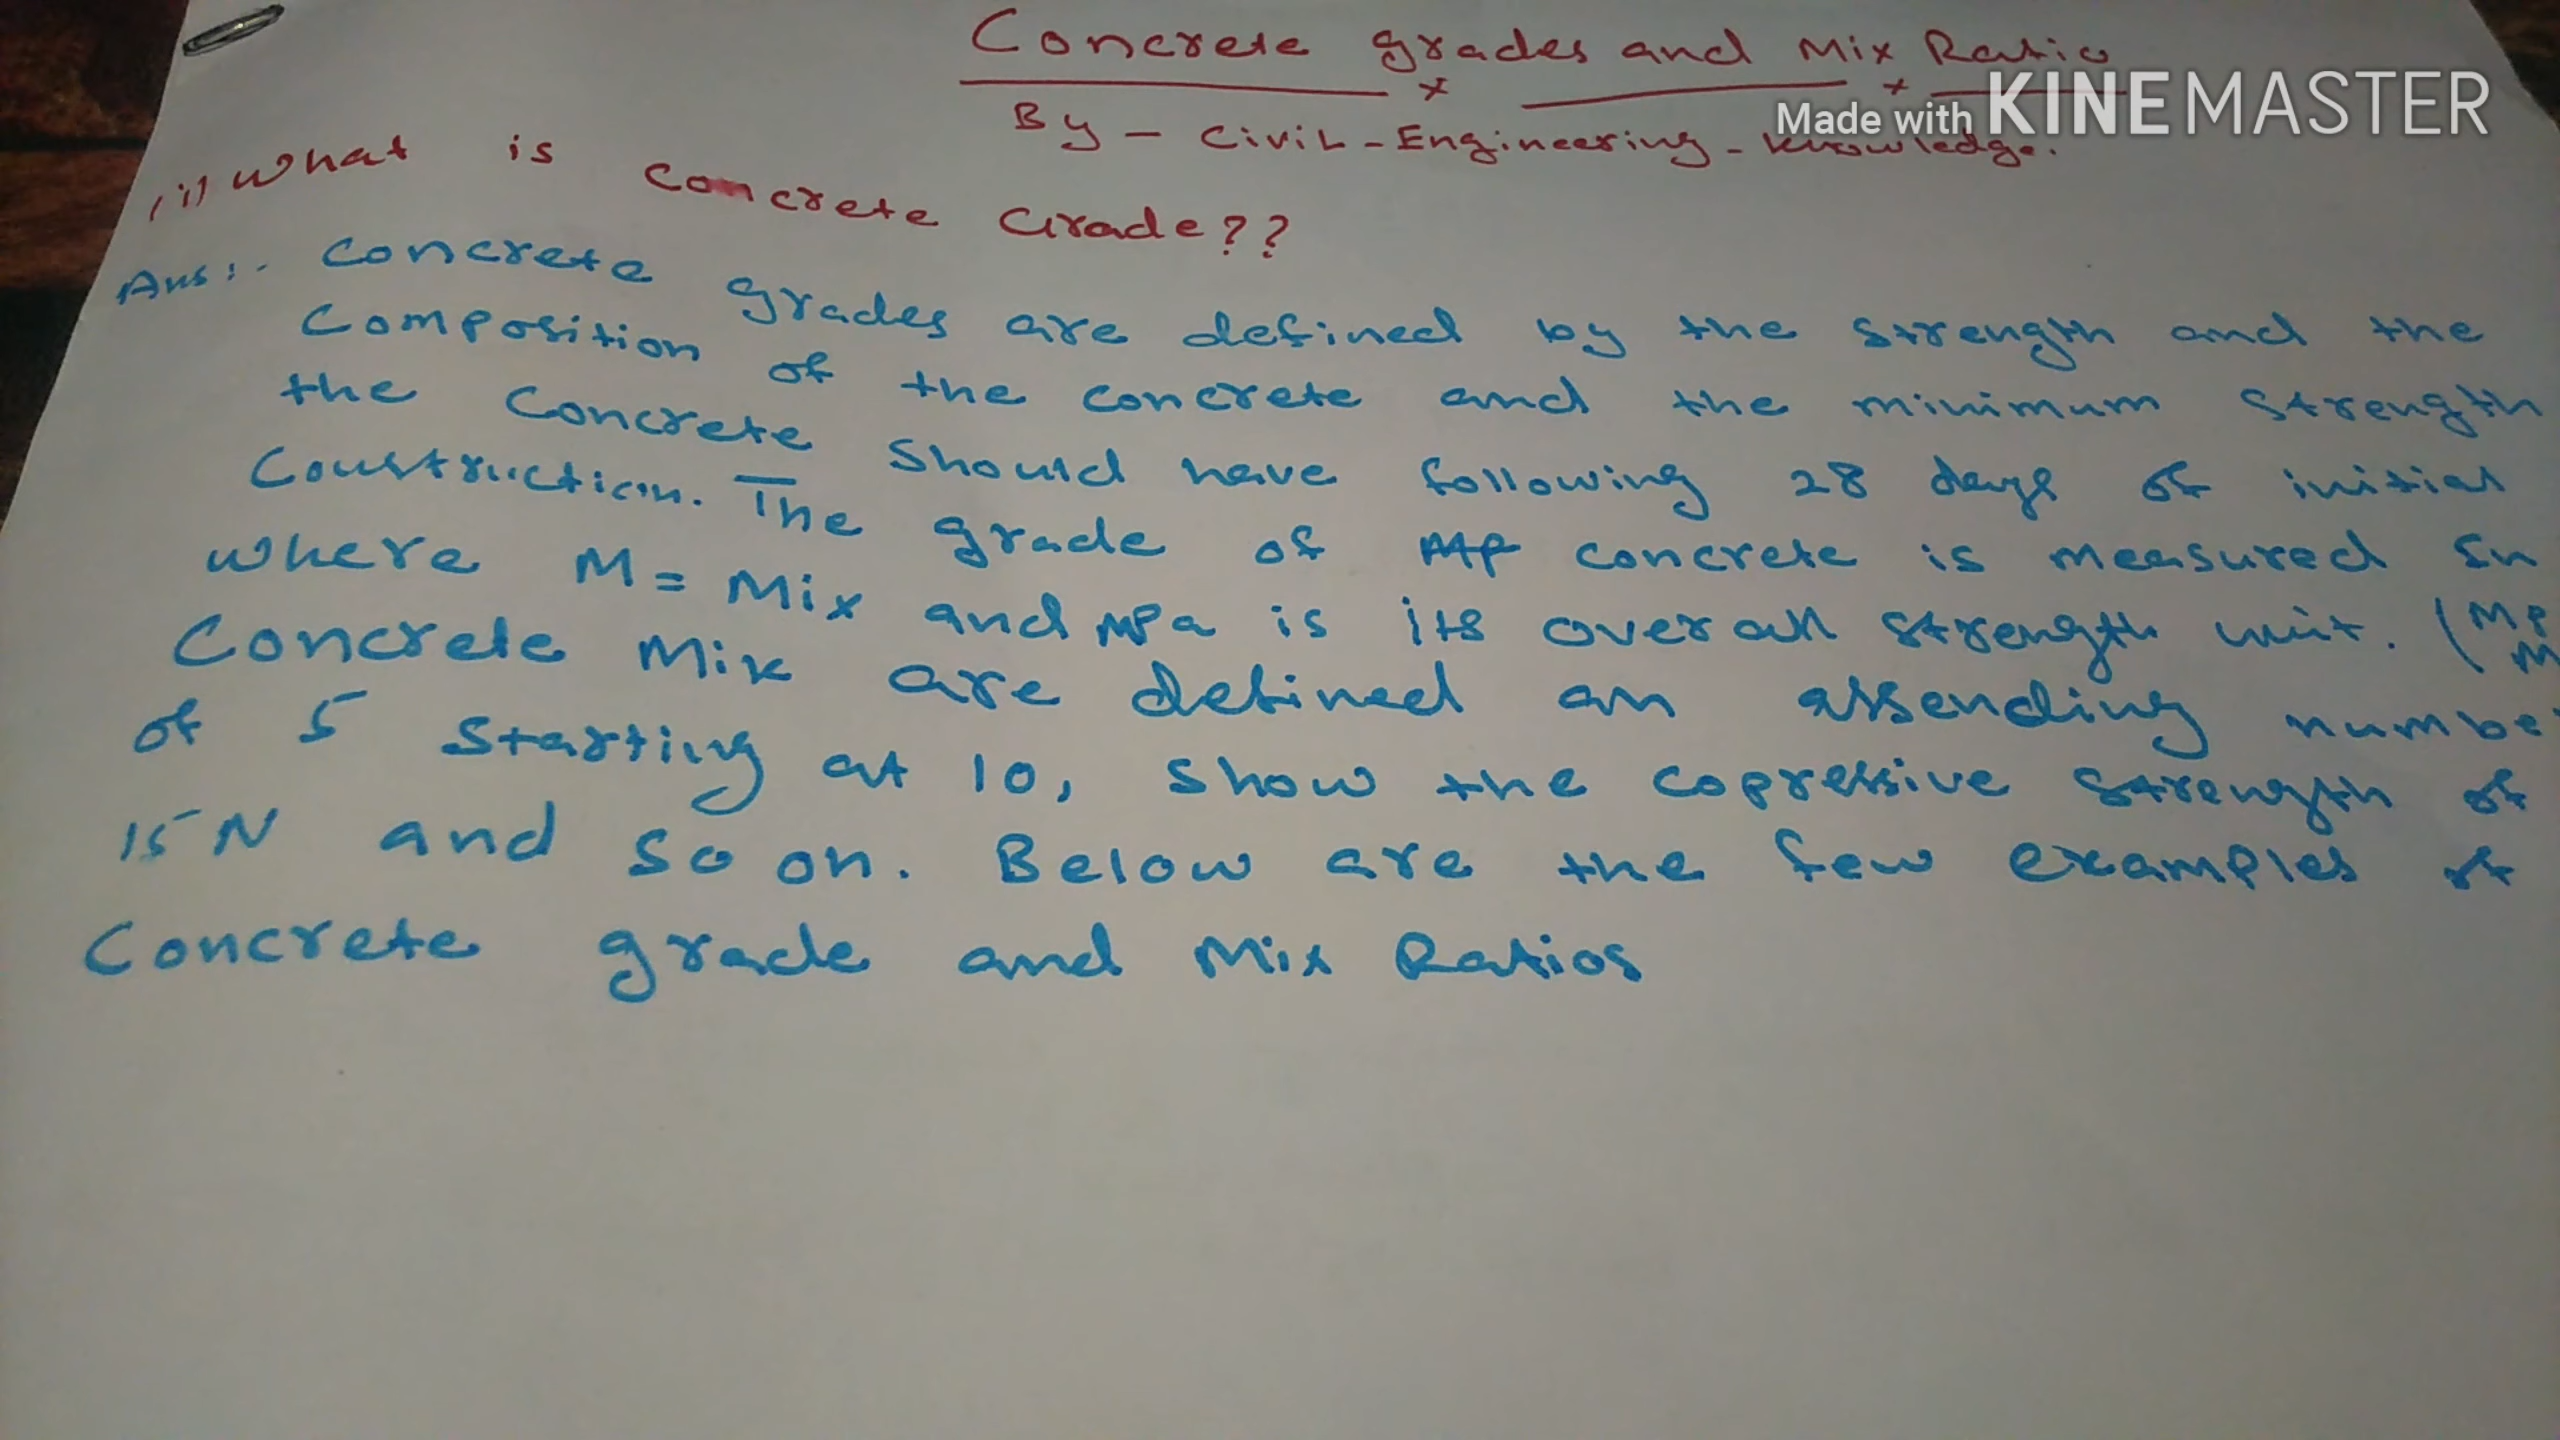 Concrete grades and Mix Ratio
Made with KINEMASTER
By - Civil - Engineering - Knowledge.
(i) What is Concrete Grade??
Ans:- Concrete grades are defined by the strength and the
Composition of the concrete and the minimum strength
the Concrete Should have following 28 days of initial
Construction. The grade of MP concrete is measured in
where M = Mix and MPa is its overall strength unit. (MP
M
Concrete Mix are defined an assending numbe
of 5 starting at 10, Show the copressive strength of
15 N and so on. Below are the few examples of
Concrete grade and Mix Ratios